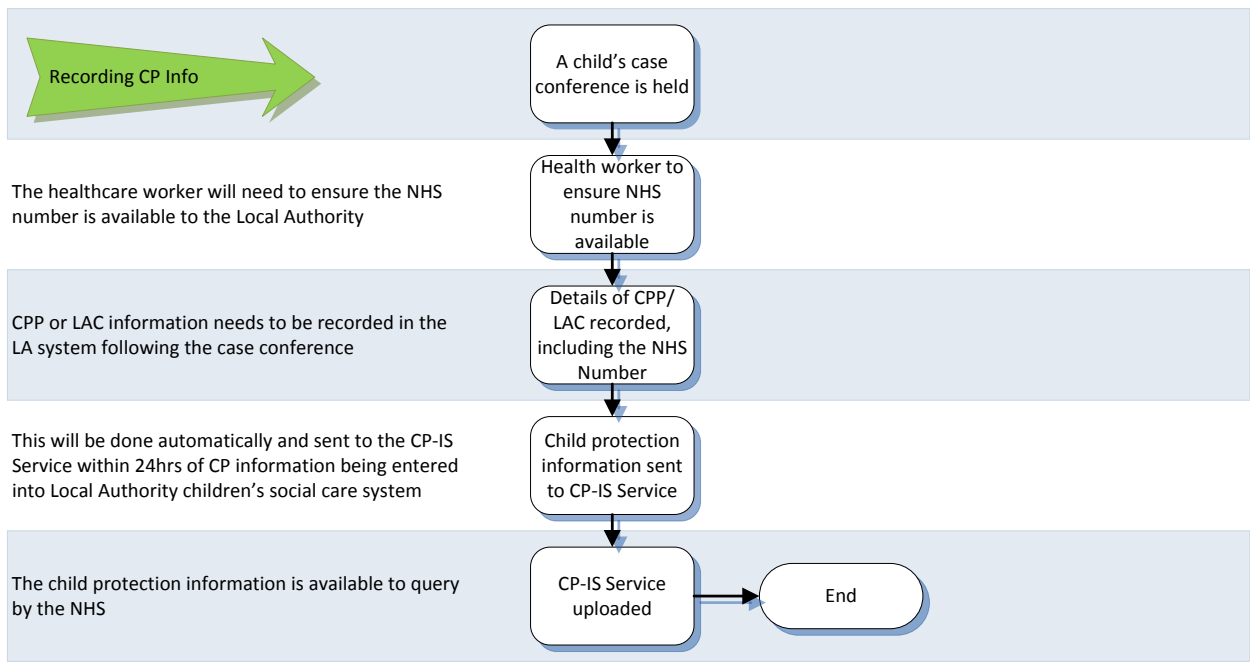 Recording CP Info
A child’s case
conference is held
The healthcare worker will need to ensure the NHS
number is available to the Local Authority
Health worker to
ensure NHS
number is
available
CPP or LAC information needs to be recorded in the
LA system following the case conference
Details of CPP/
LAC recorded,
including the NHS
Number
This will be done automatically and sent to the CP-IS
Service within 24hrs of CP information being entered
into Local Authority children’s social care system
Child protection
information sent
to CP-IS Service
The child protection information is available to query
by the NHS
CP-IS Service
uploaded
End